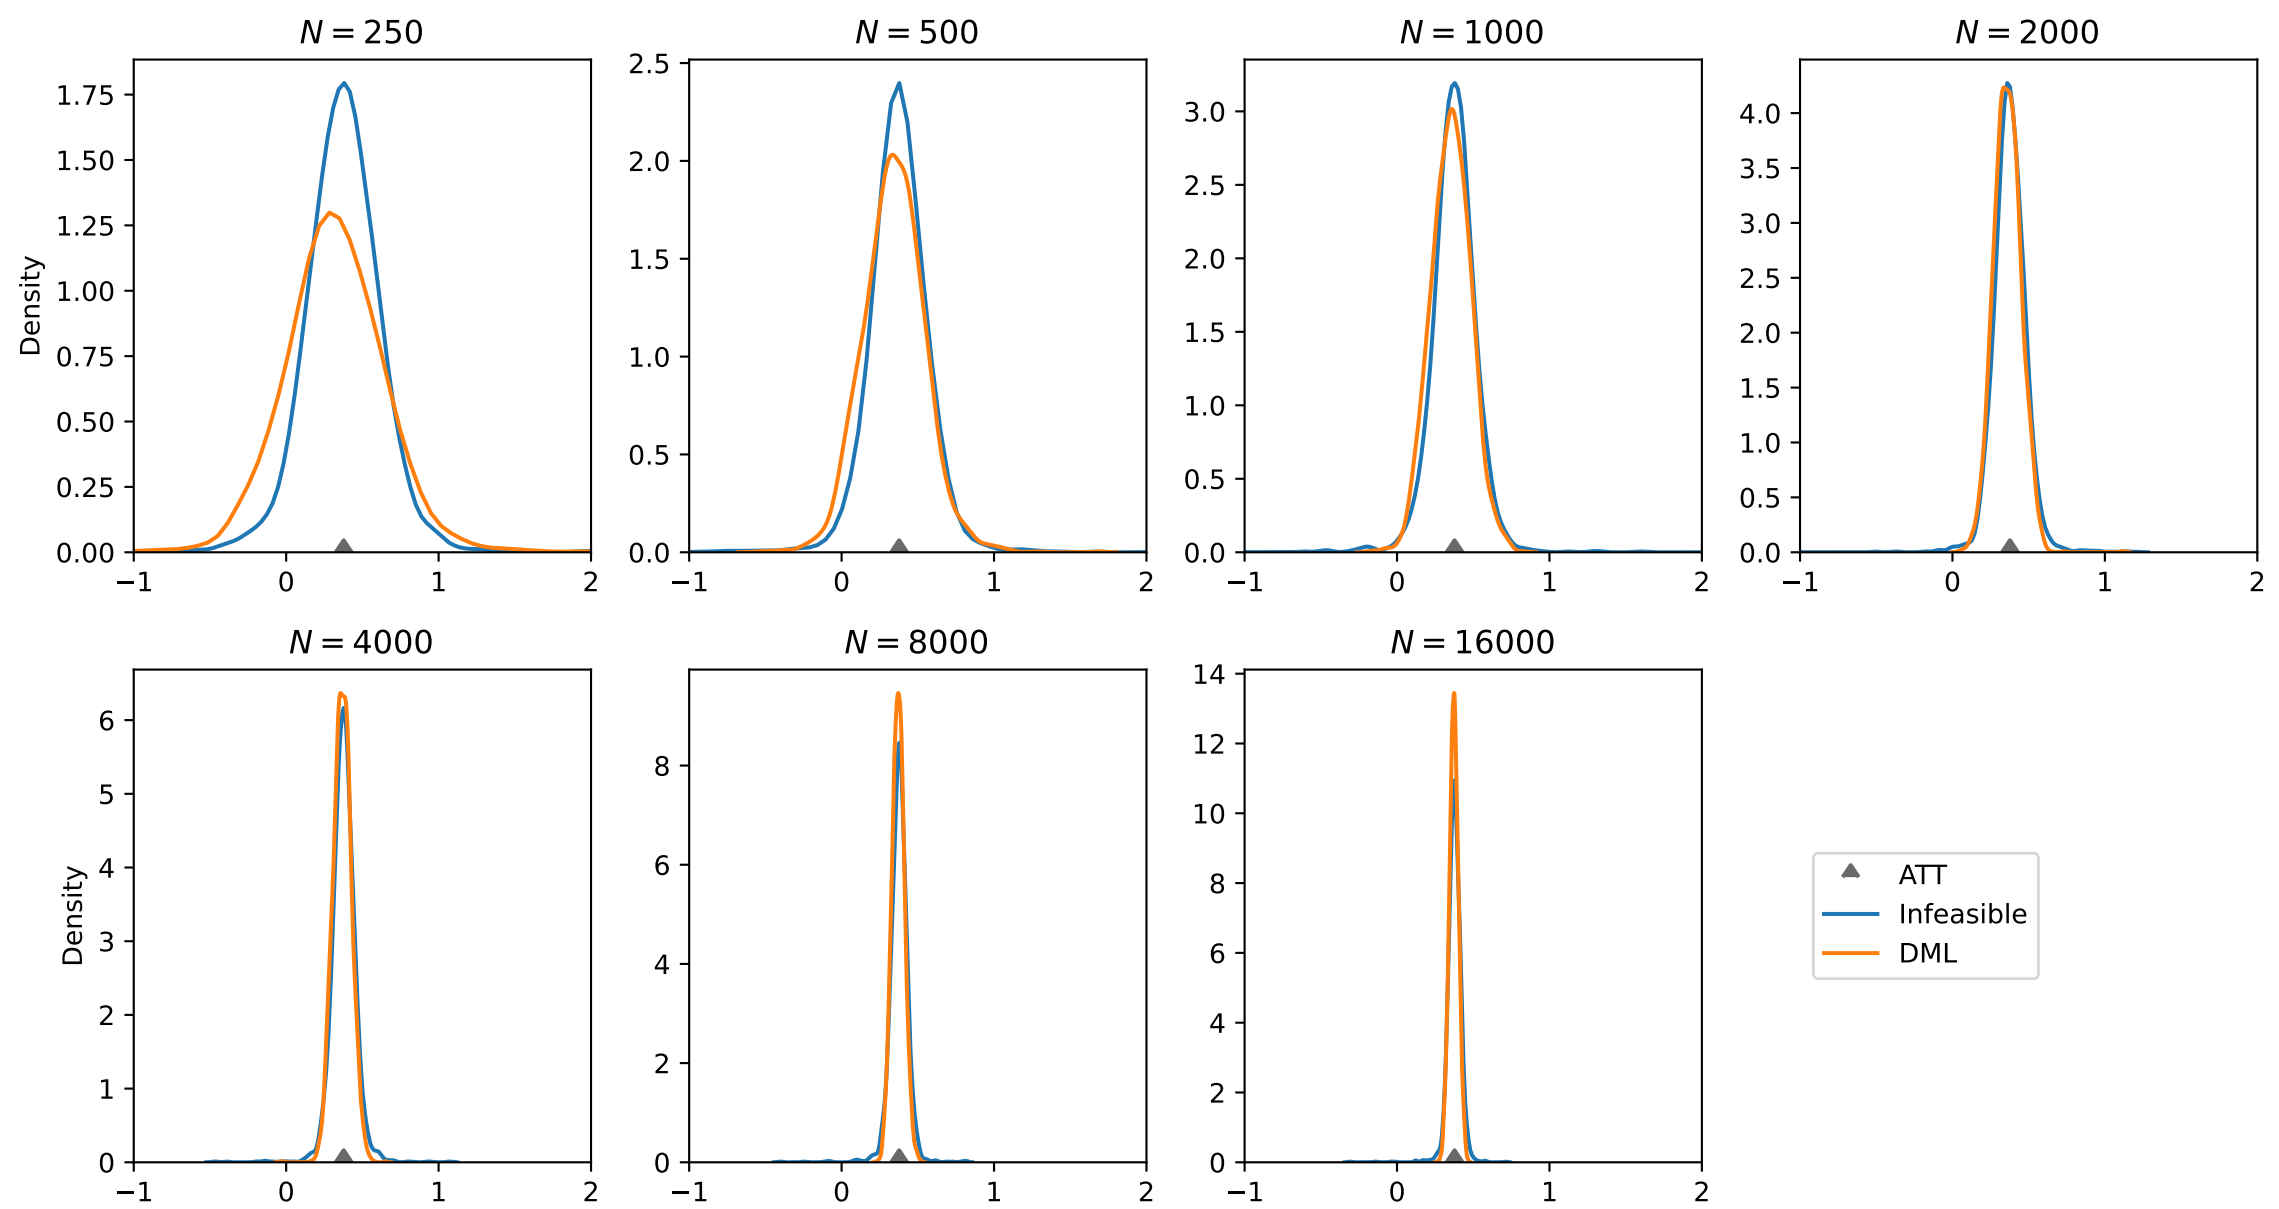 N = 250
N = 500
N = 1000
N = 2000
Density
1.75
1.50
1.25
1.00
0.75
0.50
0.25
0.00
−1 0 1 2
2.5
2.0
1.5
1.0
0.5
0.0
−1 0 1 2
3.0
2.5
2.0
1.5
1.0
0.5
0.0
−1 0 1 2
4.0
3.5
3.0
2.5
2.0
1.5
1.0
0.5
0.0
−1 0 1 2
N = 4000
N = 8000
N = 16000
Density
6
5
4
3
2
1
0
−1 0 1 2
8
6
4
2
0
−1 0 1 2
14
12
10
8
6
4
2
0
−1 0 1 2
ATT
Infeasible
DML